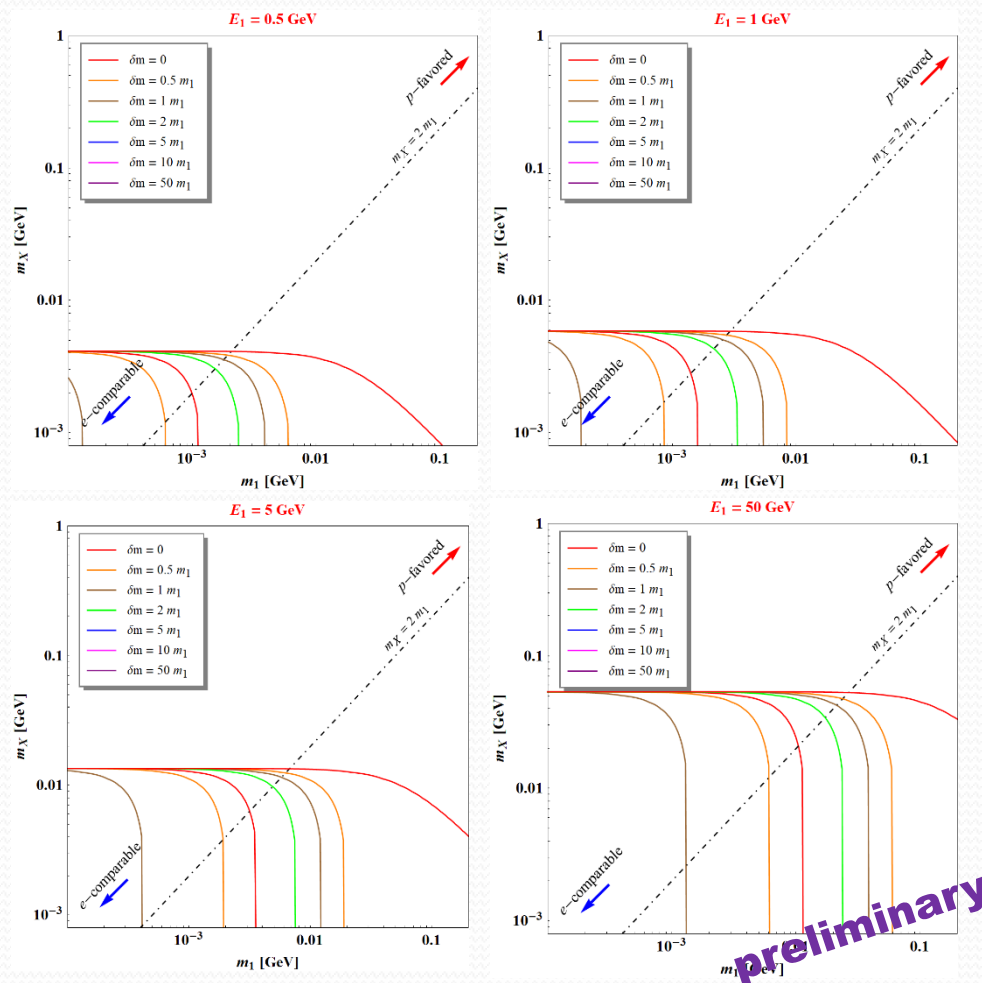 E1 = 0.5 GeV
1
δm = 0
δm = 0.5 m1
δm = 1 m1
δm = 2 m1
δm = 5 m1
δm = 10 m1
δm = 50 m1
p-favored
mX = 2 m1
0.1
mX [GeV]
0.01
e-comparable
10^-3
10^-3 0.01 0.1
m1 [GeV]
E1 = 1 GeV
1
δm = 0
δm = 0.5 m1
δm = 1 m1
δm = 2 m1
δm = 5 m1
δm = 10 m1
δm = 50 m1
p-favored
mX = 2 m1
0.1
mX [GeV]
0.01
e-comparable
10^-3
10^-3 0.01 0.1
m1 [GeV]
E1 = 5 GeV
1
δm = 0
δm = 0.5 m1
δm = 1 m1
δm = 2 m1
δm = 5 m1
δm = 10 m1
δm = 50 m1
p-favored
mX = 2 m1
0.1
mX [GeV]
0.01
e-comparable
10^-3
10^-3 0.01 0.1
m1 [GeV]
E1 = 50 GeV
1
δm = 0
δm = 0.5 m1
δm = 1 m1
δm = 2 m1
δm = 5 m1
δm = 10 m1
δm = 50 m1
p-favored
mX = 2 m1
0.1
mX [GeV]
0.01
e-comparable
10^-3
10^-3 0.01 0.1
m1 [GeV]
preliminary